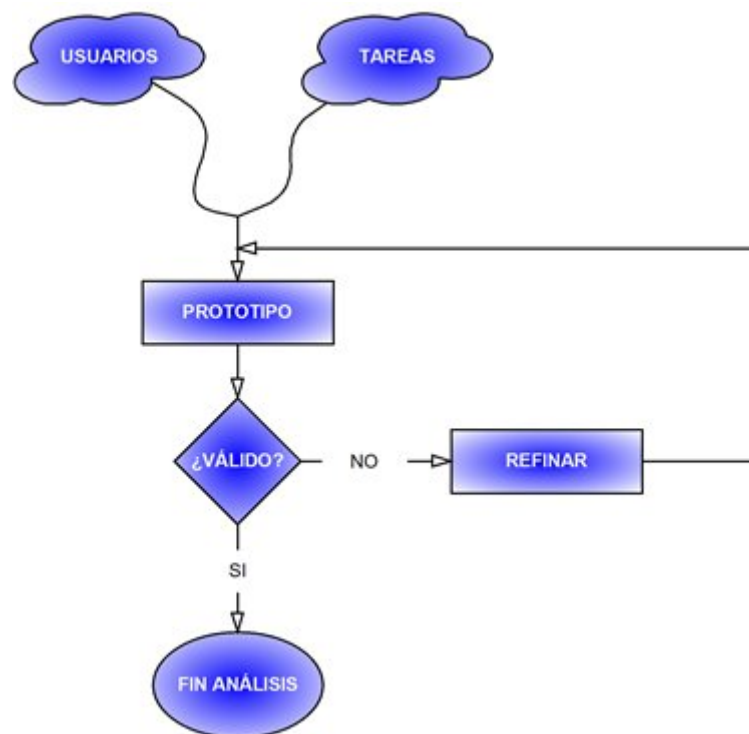 USUARIOS
TAREAS
PROTOTIPO
¿VÁLIDO?
NO
REFINAR
SI
FIN ANÁLISIS